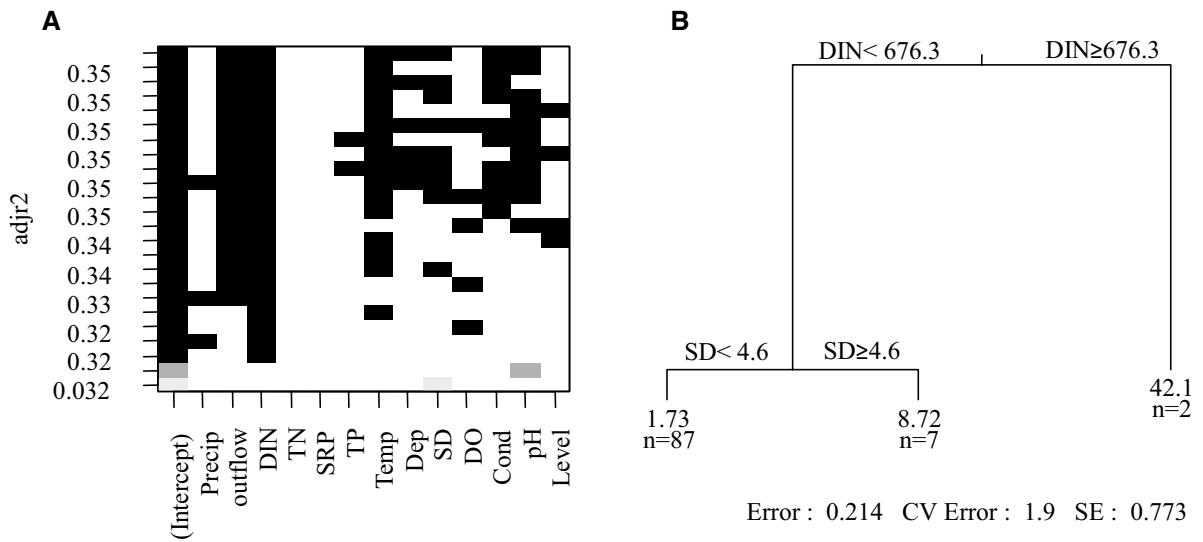 A
adjr2
0.35
0.35
0.35
0.35
0.35
0.35
0.34
0.34
0.33
0.32
0.32
0.032
(Intercept)
Precip
outflow
DIN
TN
SRP
TP
Temp
Dep
SD
DO
Cond
pH
Level
B
DIN< 676.3
DIN≥676.3
SD< 4.6
SD≥4.6
1.73
n=87
8.72
n=7
42.1
n=2
Error : 0.214 CV Error : 1.9 SE : 0.773